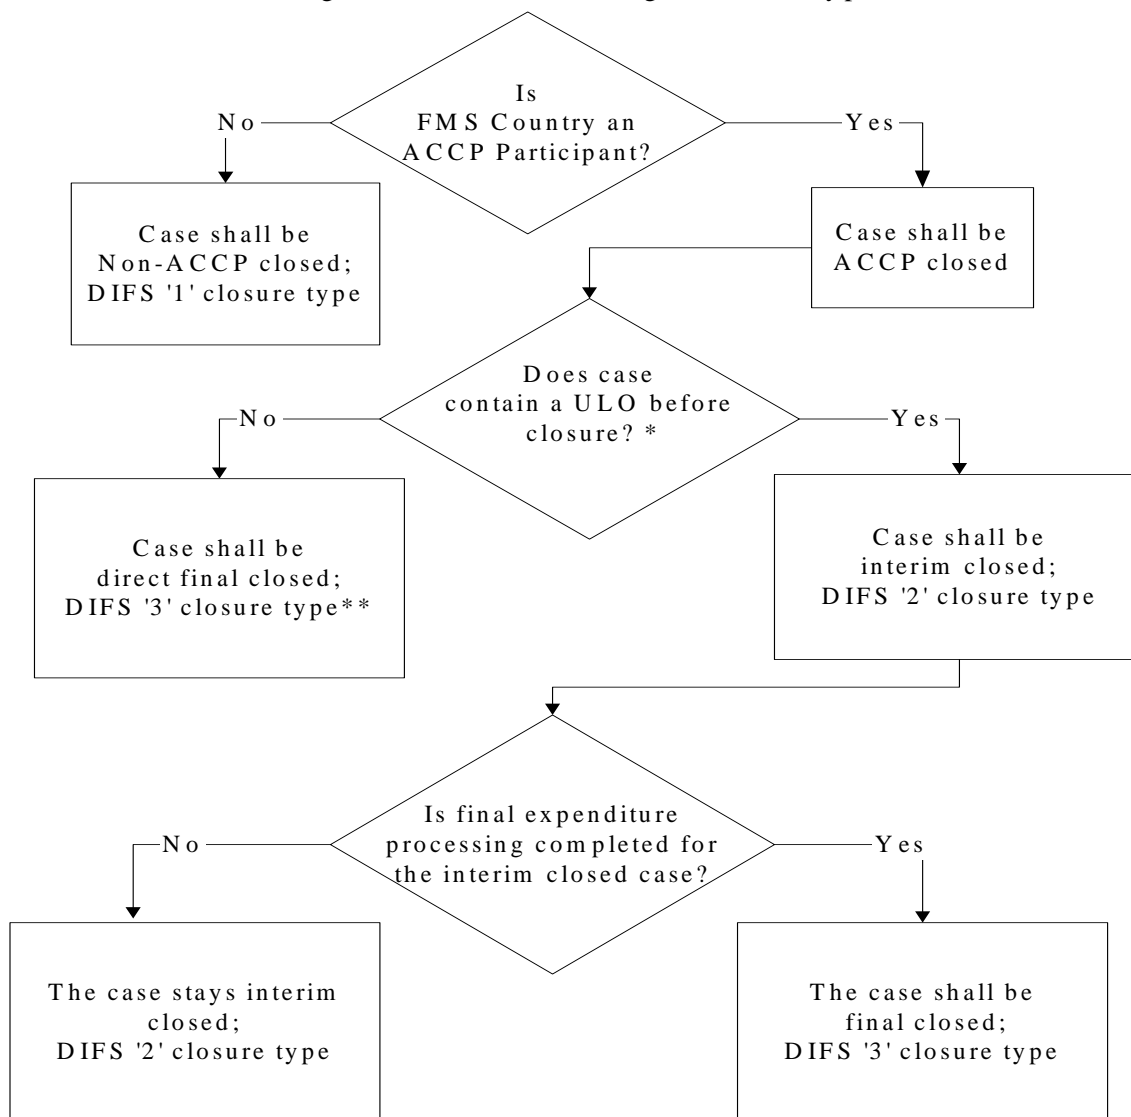 Is
FMS Country an
ACCP Participant?
No
Yes
Case shall be
Non-ACCP closed;
DIFS '1' closure type
Case shall be
ACCP closed
Does case
contain a ULO before
closure? *
No
Yes
Case shall be
direct final closed;
DIFS '3' closure type**
Case shall be
interim closed;
DIFS '2' closure type
Is final expenditure
processing completed for
the interim closed case?
No
Yes
The case stays interim
closed;
DIFS '2' closure type
The case shall be
final closed;
DIFS '3' closure type